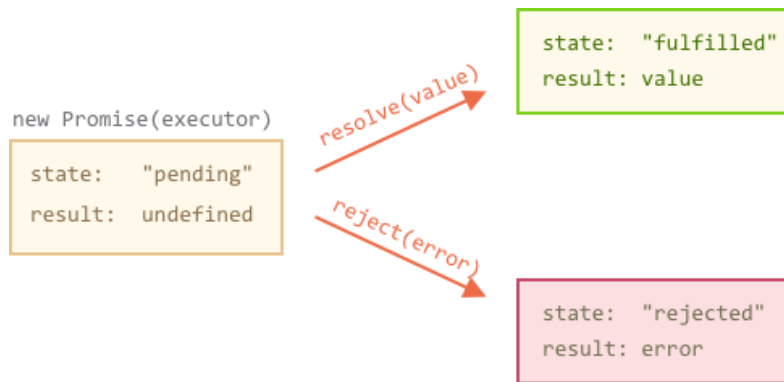 new Promise(executor)
state: "pending"
result: undefined
resolve(value)
reject(error)
state: "fulfilled"
result: value
state: "rejected"
result: error